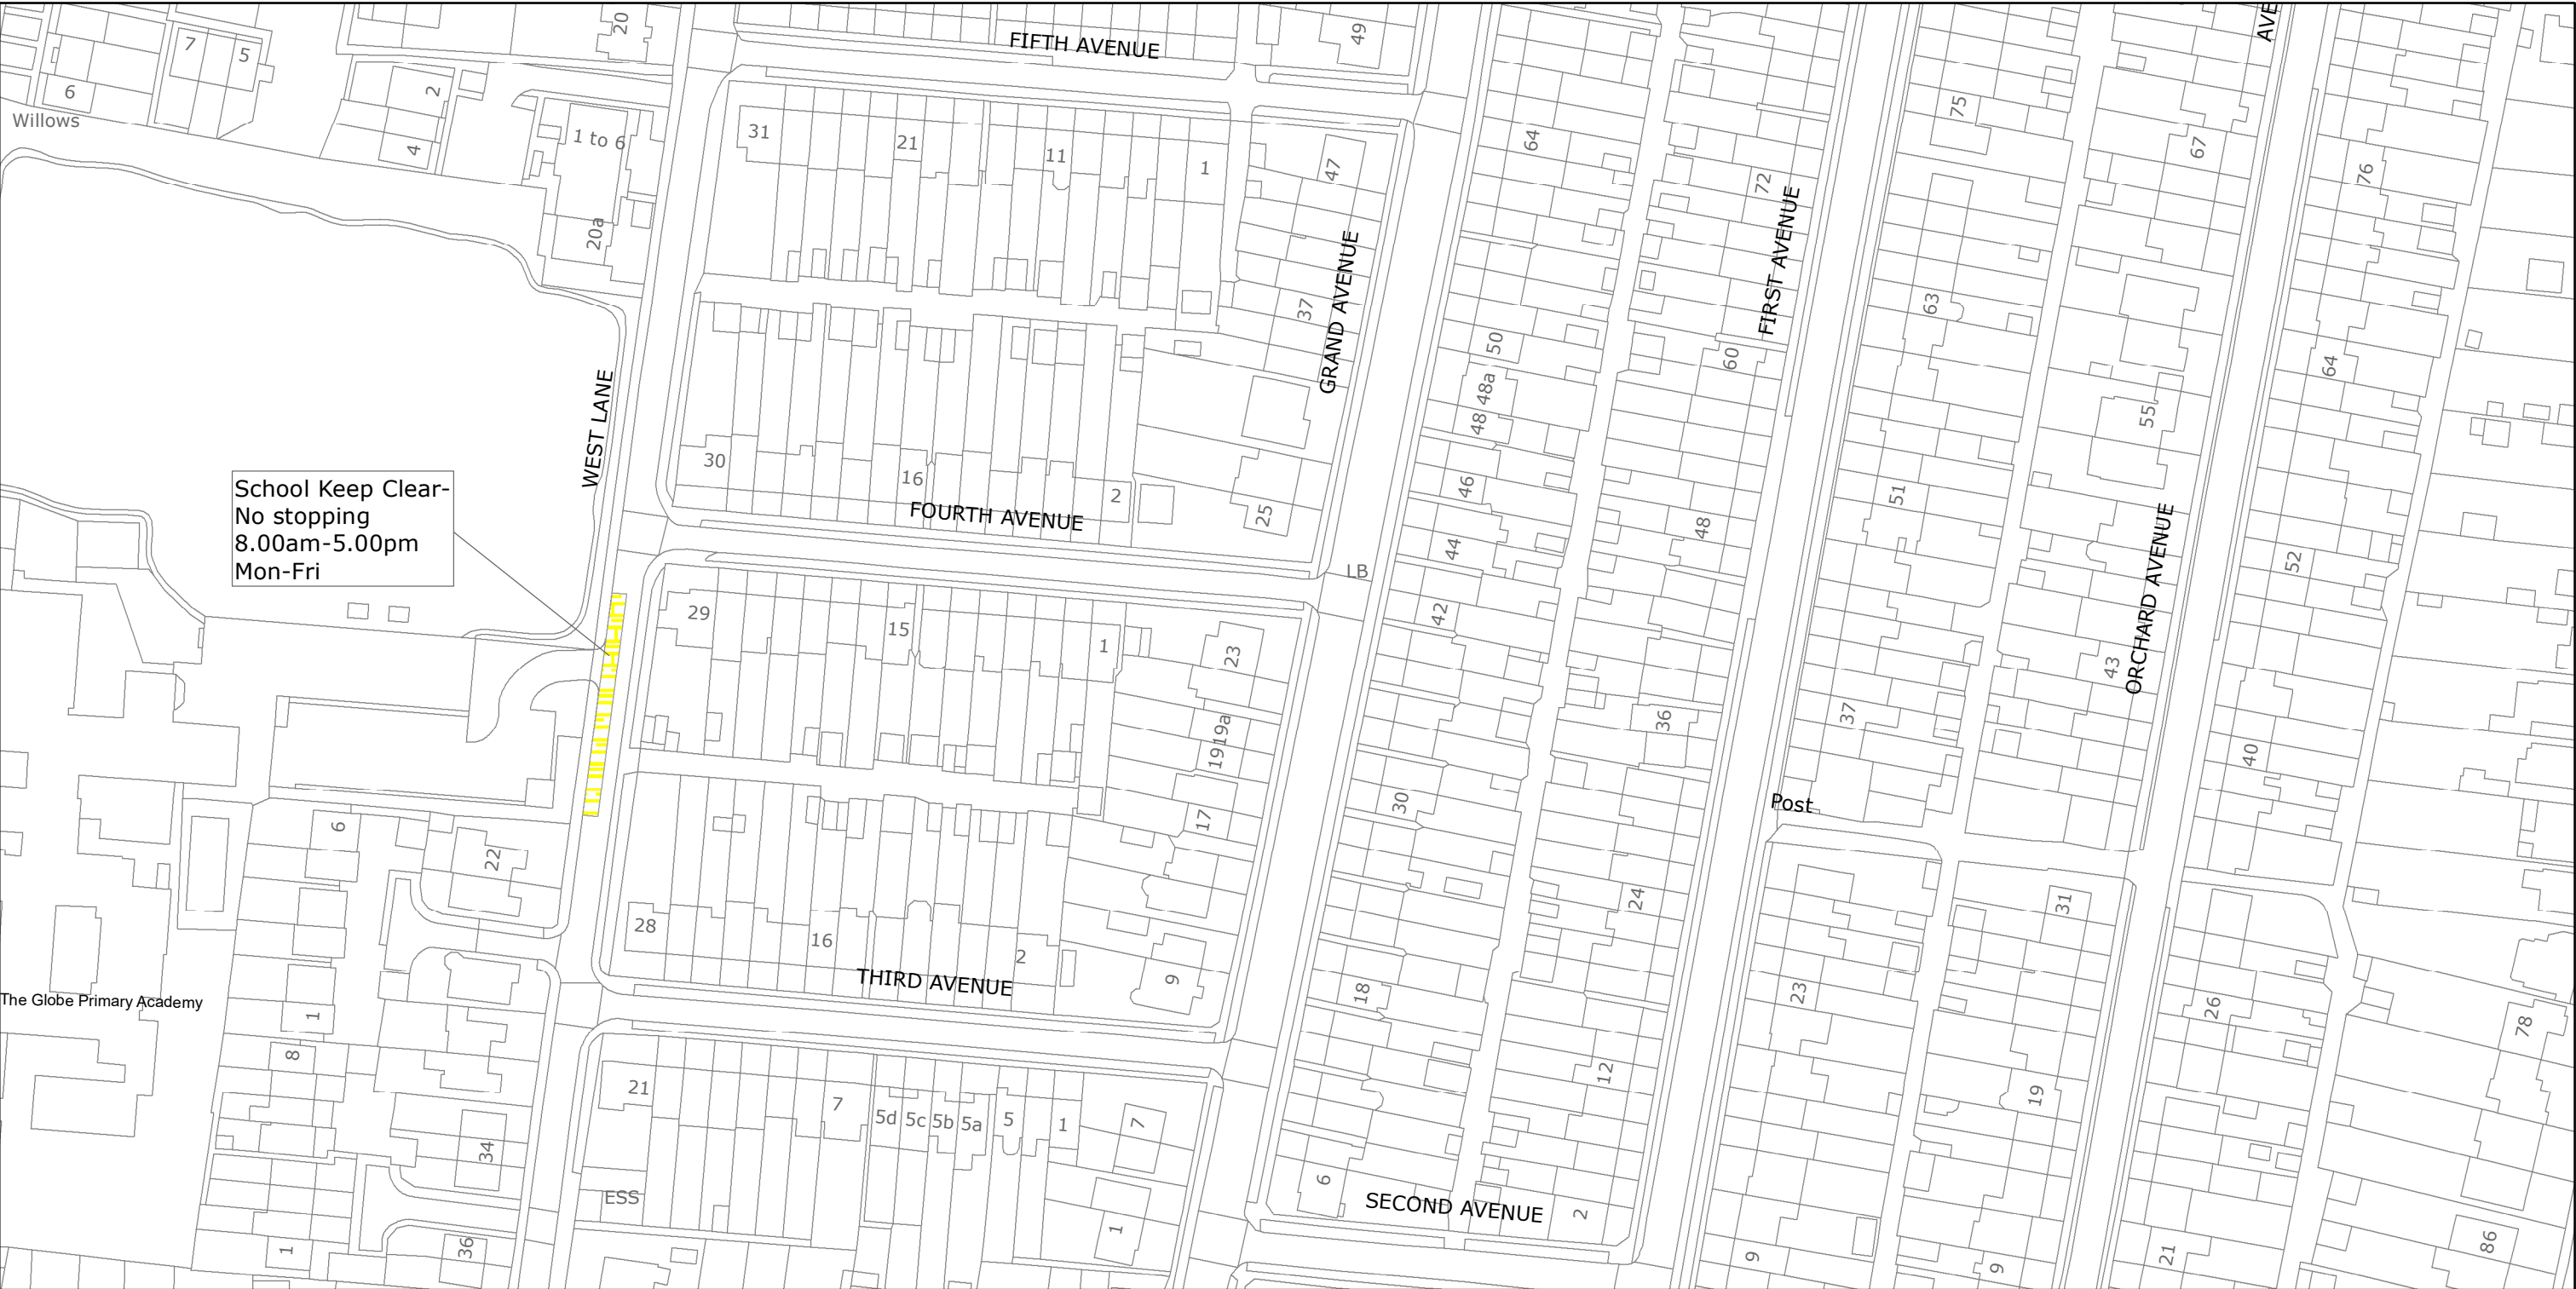 FIFTH AVENUE
20
49
7
5
6
2
Willows
1 to 6
4
20a
31
21
11
1
47
64
72
75
67
76
AVE
GRAND AVENUE
FIRST AVENUE
37
50
48a
48
60
63
64
55
WEST LANE
School Keep Clear-
No stopping
8.00am-5.00pm
Mon-Fri
30
16
2
FOURTH AVENUE
25
46
44
48
51
52
ORCHARD AVENUE
LB
29
15
1
23
42
43
19a
19
36
37
40
17
30
Post
6
22
28
16
2
THIRD AVENUE
9
24
31
18
23
26
78
The Globe Primary Academy
1
8
21
7
5d
5c
5b
5a
5
1
7
12
19
34
ESS
6
SECOND AVENUE
2
1
36
1
9
9
21
86